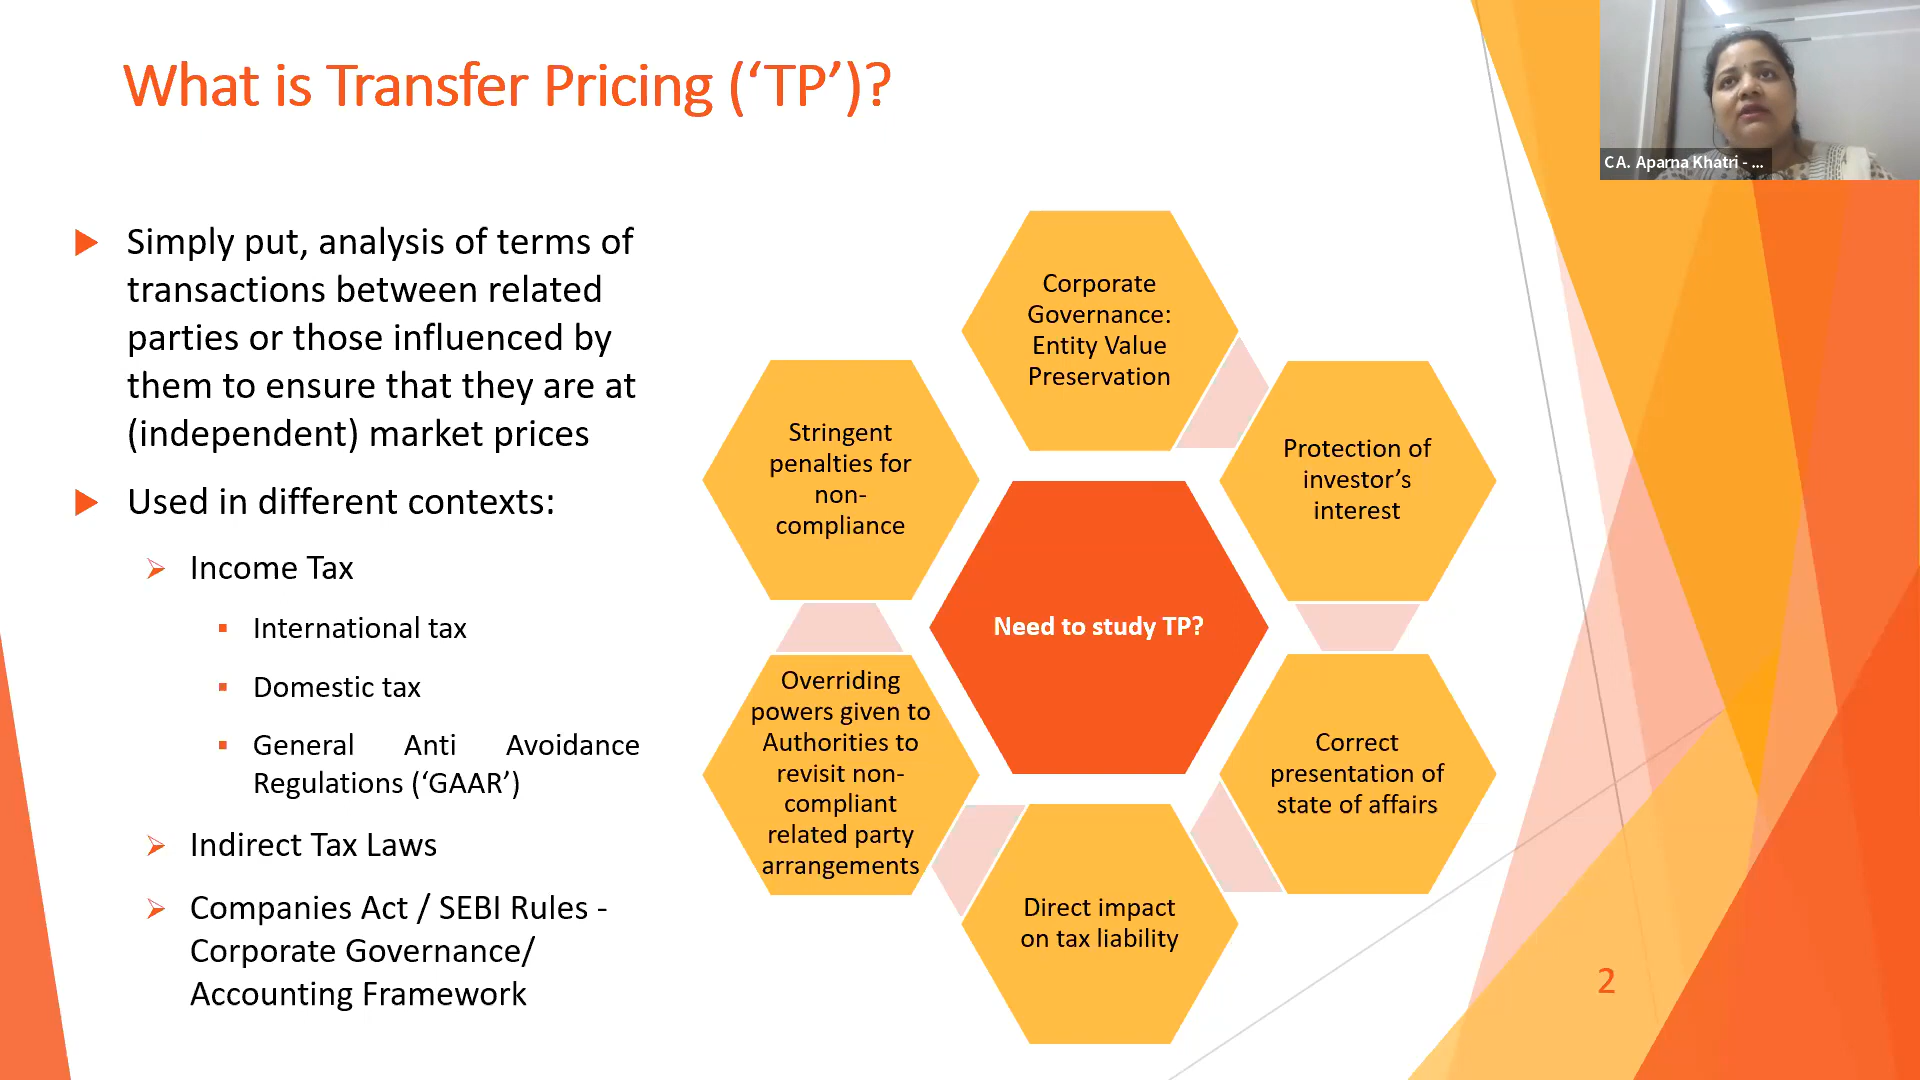 What is Transfer Pricing (‘TP’)?
CA. Aparna Khatri - ...
Simply put, analysis of terms of
transactions between related
parties or those influenced by
them to ensure that they are at
(independent) market prices
Used in different contexts:
Income Tax
International tax
Domestic tax
General Anti Avoidance
Regulations (‘GAAR’)
Indirect Tax Laws
Companies Act / SEBI Rules -
Corporate Governance/
Accounting Framework
Corporate
Governance:
Entity Value
Preservation
Protection of
investor’s
interest
Correct
presentation of
state of affairs
Direct impact
on tax liability
Overriding
powers given to
Authorities to
revisit non-
compliant
related party
arrangements
Stringent
penalties for
non-
compliance
Need to study TP?
2